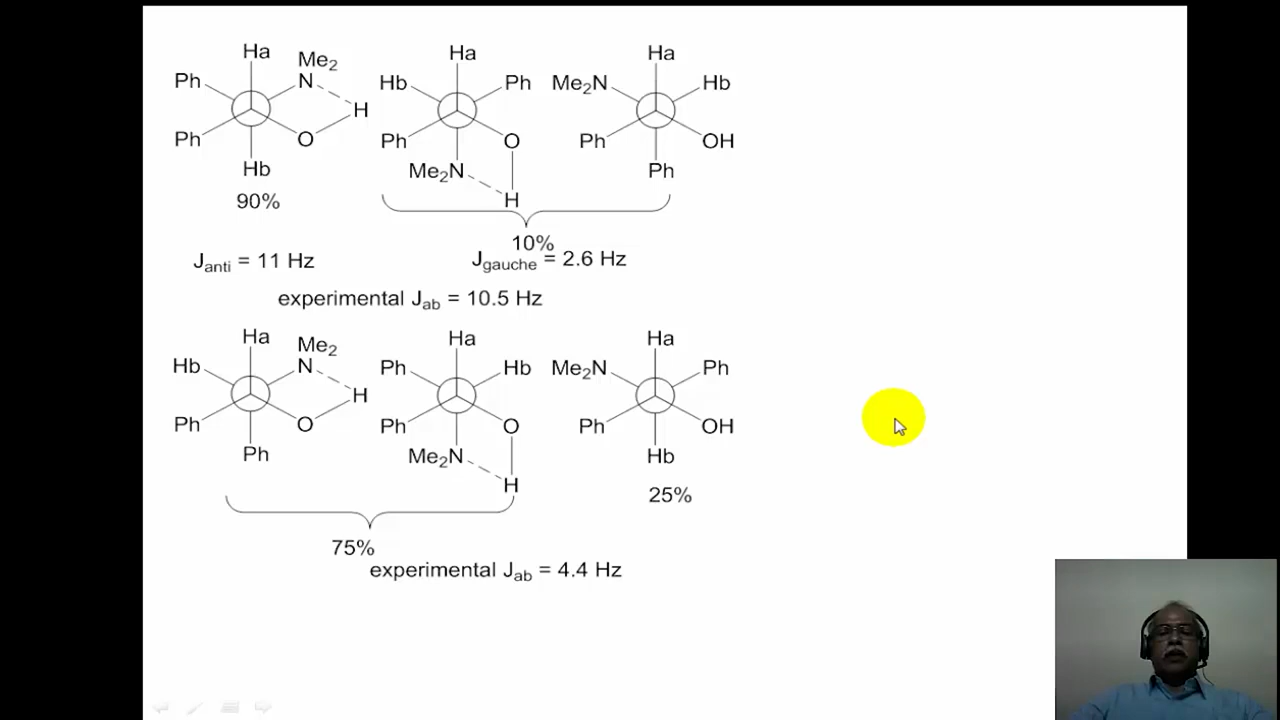 Ha
Me₂
Ph N
H
Ph O
Hb
90%
Ha
Hb Ph
Ph O
Me₂N
H
Ha
Me₂N Hb
Ph OH
Ph
10%
Janti = 11 Hz
Jgauche = 2.6 Hz
experimental Jab = 10.5 Hz
Ha
Me₂
Hb N
H
Ph O
Ph
Ha
Ph Hb
Ph O
Me₂N
H
Ha
Me₂N Ph
Ph OH
Hb
25%
75%
experimental Jab = 4.4 Hz